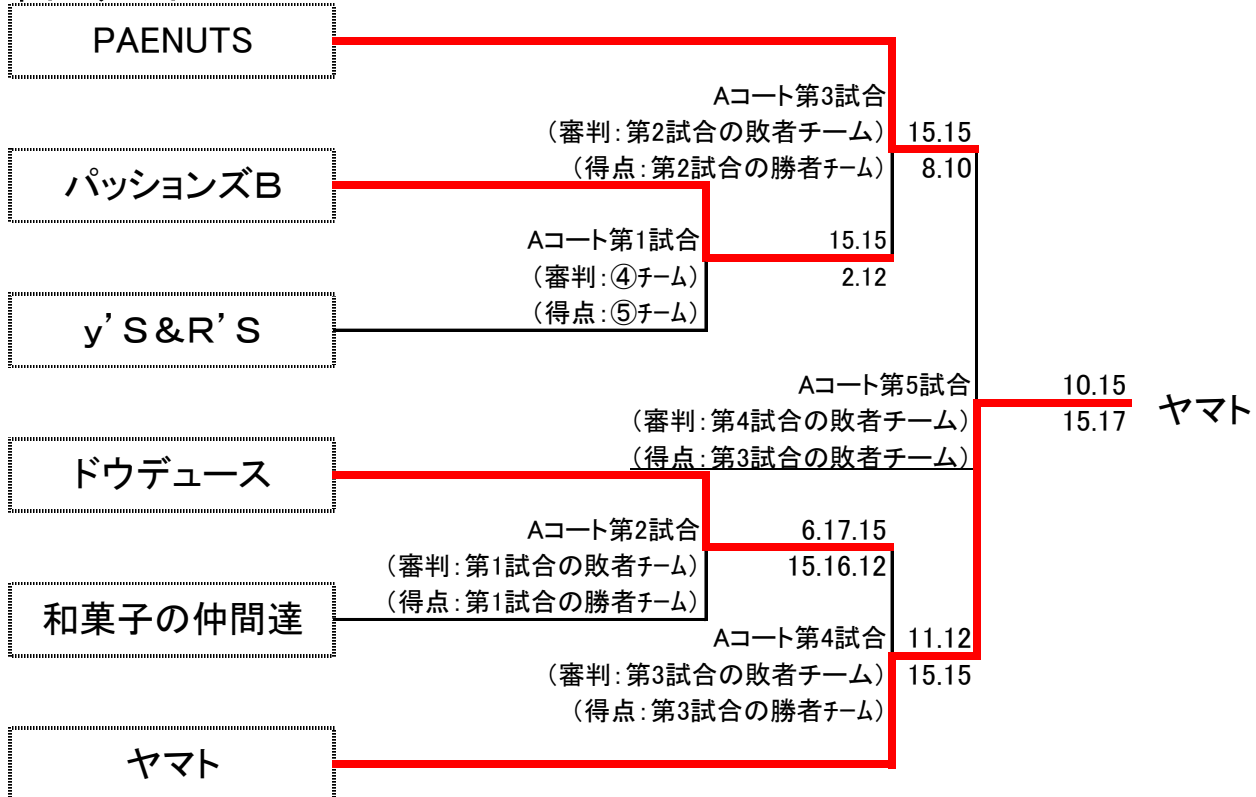 PAENUTS
Aコート第3試合
（審判：第2試合の敗者チーム） 15.15
（得点：第2試合の勝者ﾁｰﾑ） 8.10
パッションズＢ
Aコート第1試合 15.15
（審判：④ﾁｰﾑ） 2.12
（得点：⑤ﾁｰﾑ）
ｙ’Ｓ＆R’Ｓ
Aコート第5試合 10.15
（審判：第4試合の敗者チーム） 15.17
（得点：第3試合の敗者チーム）
ヤマト
ドウデュース
Aコート第2試合 6.17.15
（審判：第1試合の敗者ﾁｰﾑ） 15.16.12
（得点：第1試合の勝者ﾁｰﾑ）
和菓子の仲間達
Aコート第4試合 11.12
（審判：第3試合の敗者チーム） 15.15
（得点：第3試合の勝者ﾁｰﾑ）
ヤマト